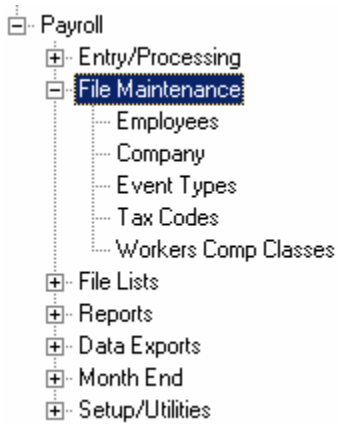 Payroll
Entry/Processing
File Maintenance
Employees
Company
Event Types
Tax Codes
Workers Comp Classes
File Lists
Reports
Data Exports
Month End
Setup/Utilities